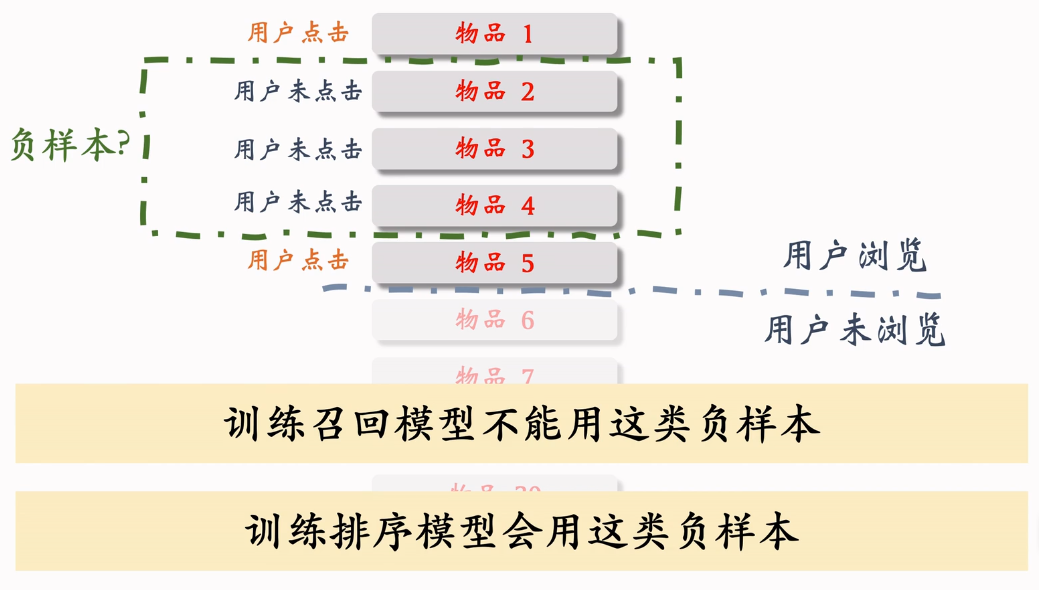 用户点击 物品 1
用户未点击 物品 2
负样本?
用户未点击 物品 3
用户未点击 物品 4
用户点击 物品 5
用户浏览
物品 6
用户未浏览
物品 7
训练召回模型不能用这类负样本
训练排序模型会用这类负样本